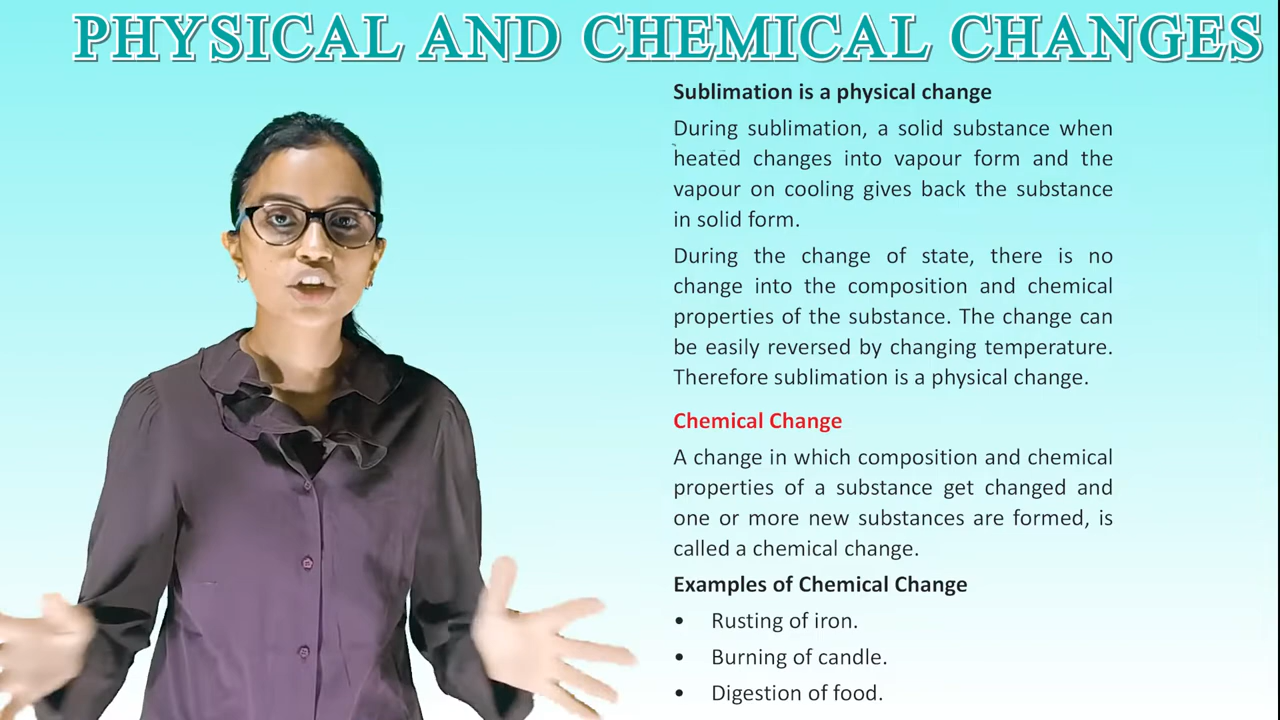 PHYSICAL AND CHEMICAL CHANGES
Sublimation is a physical change
During sublimation, a solid substance when
heated changes into vapour form and the
vapour on cooling gives back the substance
in solid form.
During the change of state, there is no
change into the composition and chemical
properties of the substance. The change can
be easily reversed by changing temperature.
Therefore sublimation is a physical change.
Chemical Change
A change in which composition and chemical
properties of a substance get changed and
one or more new substances are formed, is
called a chemical change.
Examples of Chemical Change
• Rusting of iron.
• Burning of candle.
• Digestion of food.